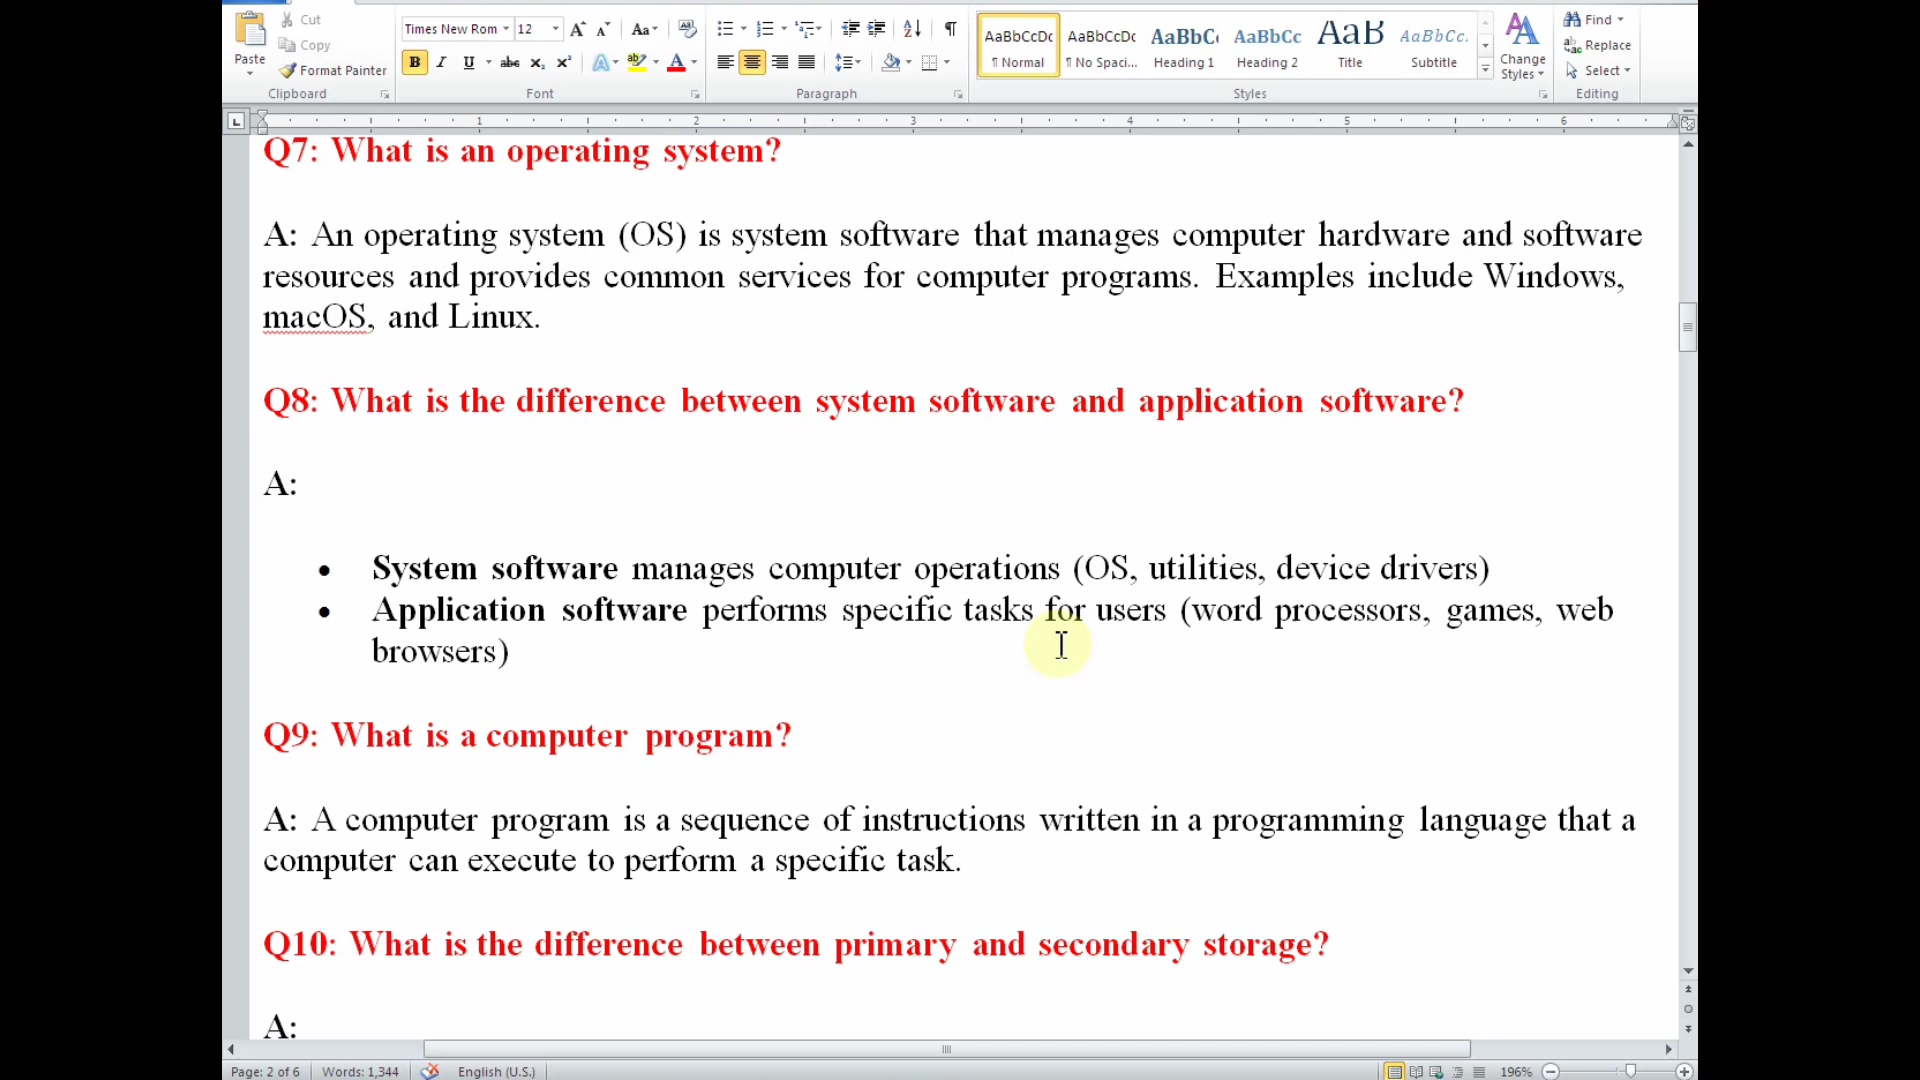 Cut
Copy
Paste
Format Painter
Clipboard
Times New Rom 12
Font
Paragraph
AaBbCcDc AaBbCcDc AaBbC AaBbCc AaB AaBbCc.
¶ Normal ¶ No Spaci... Heading 1 Heading 2 Title Subtitle
Change
Styles
Styles
Find
Replace
Select
Editing
1 2 3 4 5 6
Q7: What is an operating system?
A: An operating system (OS) is system software that manages computer hardware and software
resources and provides common services for computer programs. Examples include Windows,
macOS, and Linux.
Q8: What is the difference between system software and application software?
A:
• System software manages computer operations (OS, utilities, device drivers)
• Application software performs specific tasks for users (word processors, games, web
browsers)
Q9: What is a computer program?
A: A computer program is a sequence of instructions written in a programming language that a
computer can execute to perform a specific task.
Q10: What is the difference between primary and secondary storage?
A:
Page: 2 of 6 Words: 1,344 English (U.S.) 196%